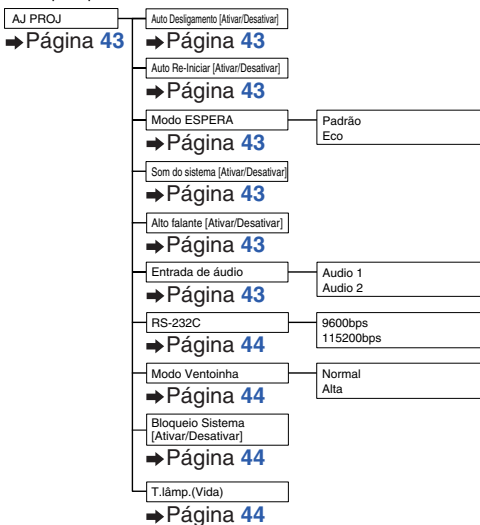 AJ PROJ
➡Página 43
Auto Desligamento [Ativar/Desativar]
➡Página 43
Auto Re-Iniciar [Ativar/Desativar]
➡Página 43
Modo ESPERA
➡Página 43
Padrão
Eco
Som do sistema [Ativar/Desativar]
➡Página 43
Alto falante [Ativar/Desativar]
➡Página 43
Entrada de áudio
➡Página 43
Audio 1
Audio 2
RS-232C
➡Página 44
9600bps
115200bps
Modo Ventoinha
➡Página 44
Normal
Alta
Bloqueio Sistema
[Ativar/Desativar]
➡Página 44
T.lâmp.(Vida)
➡Página 44